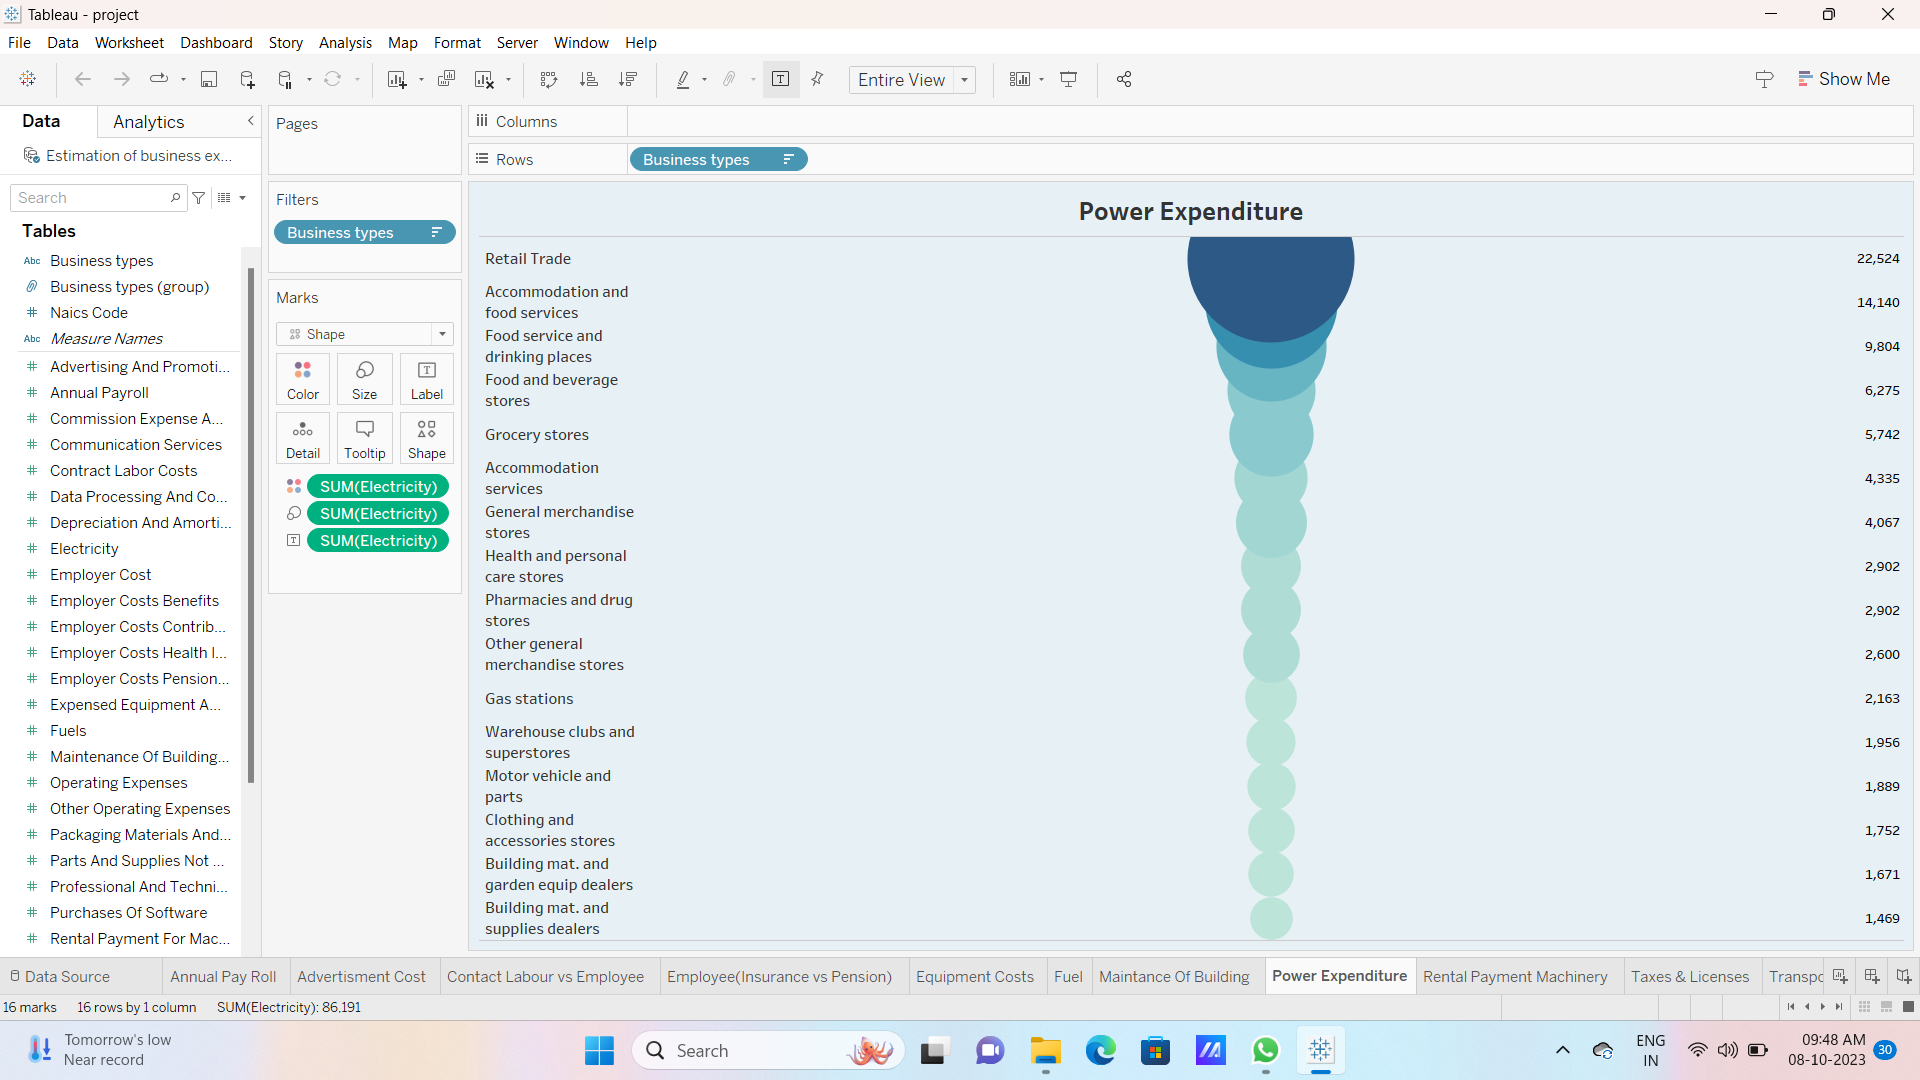 Tableau - project
File Data Worksheet Dashboard Story Analysis Map Format Server Window Help
Entire View
Show Me
Data
Analytics
Estimation of business ex...
Search
Tables
Abc Business types
Business types (group)
# Naics Code
Abc Measure Names
# Advertising And Promoti...
# Annual Payroll
# Commission Expense A...
# Communication Services
# Contract Labor Costs
# Data Processing And Co...
# Depreciation And Amorti...
# Electricity
# Employer Cost
# Employer Costs Benefits
# Employer Costs Contrib...
# Employer Costs Health I...
# Employer Costs Pension...
# Expensed Equipment A...
# Fuels
# Maintenance Of Building...
# Operating Expenses
# Other Operating Expenses
# Packaging Materials And...
# Parts And Supplies Not ...
# Professional And Techni...
# Purchases Of Software
# Rental Payment For Mac...
Pages
Filters
Business types
Marks
Shape
Color Size Label
Detail Tooltip Shape
SUM(Electricity)
SUM(Electricity)
SUM(Electricity)
Columns
Rows
Business types
Power Expenditure
Retail Trade 22,524
Accommodation and
food services 14,140
Food service and
drinking places 9,804
Food and beverage
stores 6,275
Grocery stores 5,742
Accommodation
services 4,335
General merchandise
stores 4,067
Health and personal
care stores 2,902
Pharmacies and drug
stores 2,902
Other general
merchandise stores 2,600
Gas stations 2,163
Warehouse clubs and
superstores 1,956
Motor vehicle and
parts 1,889
Clothing and
accessories stores 1,752
Building mat. and
garden equip dealers 1,671
Building mat. and
supplies dealers 1,469
Data Source Annual Pay Roll Advertisment Cost Contact Labour vs Employee Employee(Insurance vs Pension) Equipment Costs Fuel Maintance Of Building Power Expenditure Rental Payment Machinery Taxes & Licenses Transpo
16 marks 16 rows by 1 column SUM(Electricity): 86,191
Tomorrow's low
Near record
Search
ENG
IN
09:48 AM
08-10-2023
30